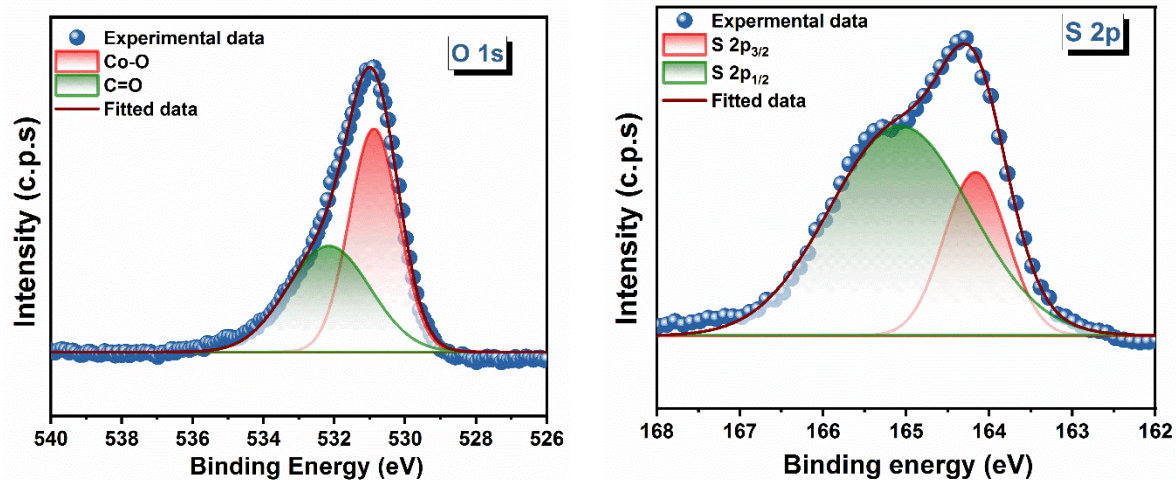 Experimental data
Co-O
C=O
Fitted data
O 1s
Intensity (c.p.s)
540 538 536 534 532 530 528 526
Binding Energy (eV)
Expermental data
S 2p3/2
S 2p1/2
Fitted data
S 2p
Intensity (c.p.s)
168 167 166 165 164 163 162
Binding energy (eV)